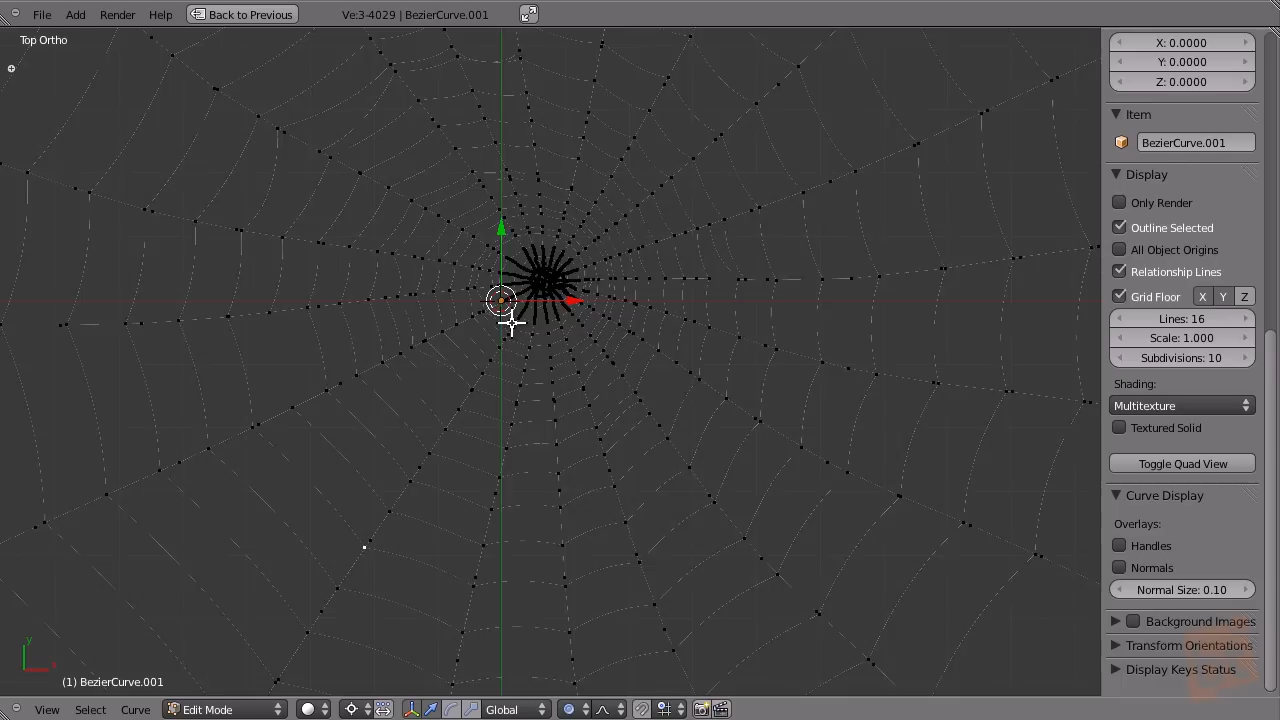 File Add Render Help Back to Previous Ve:3-4029 | BezierCurve.001
Top Ortho
X: 0.0000
Y: 0.0000
Z: 0.0000
Item
BezierCurve.001
Display
Only Render
Outline Selected
All Object Origins
Relationship Lines
Grid Floor X Y Z
Lines: 16
Scale: 1.000
Subdivisions: 10
Shading:
Multitexture
Textured Solid
Toggle Quad View
Curve Display
Overlays:
Handles
Normals
Normal Size: 0.10
Background Images
Transform Orientations
Display Keys Status
y
x
(1) BezierCurve.001
View Select Curve Edit Mode Global